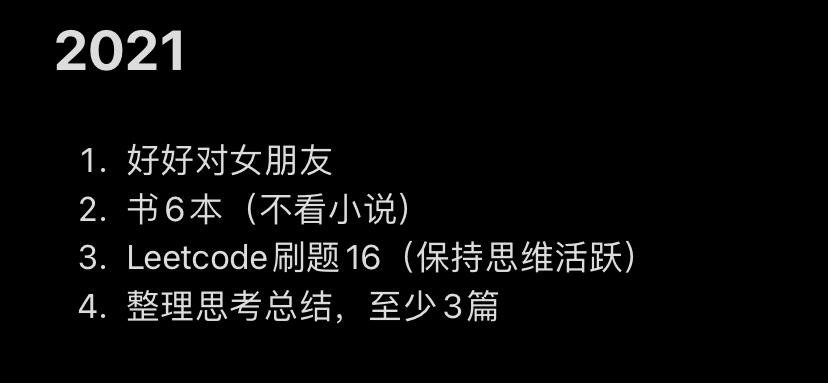 2021
1. 好好对女朋友
2. 书6本（不看小说）
3. Leetcode刷题16（保持思维活跃）
4. 整理思考总结，至少3篇